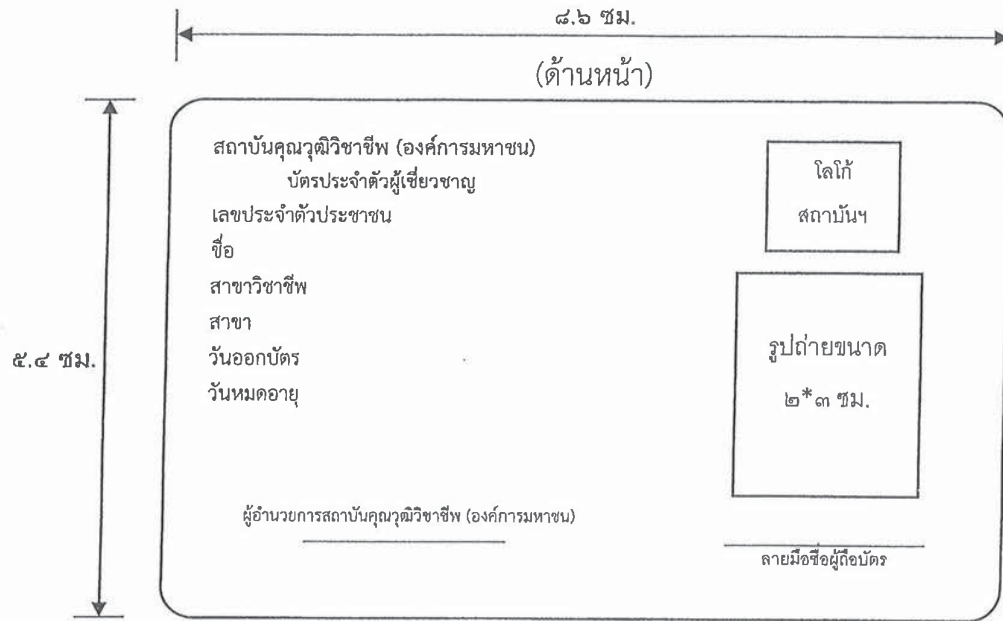 ๘.๖ ซม.
(ด้านหน้า)
สถาบันคุณวุฒิวิชาชีพ (องค์การมหาชน)
บัตรประจำตัวผู้เชี่ยวชาญ
เลขประจำตัวประชาชน
ชื่อ
สาขาวิชาชีพ
สาขา
วันออกบัตร
วันหมดอายุ
โลโก้
สถาบันฯ
รูปถ่ายขนาด
๒*๓ ซม.
๕.๔ ซม.
ผู้อำนวยการสถาบันคุณวุฒิวิชาชีพ (องค์การมหาชน)
ลายมือชื่อผู้ถือบัตร